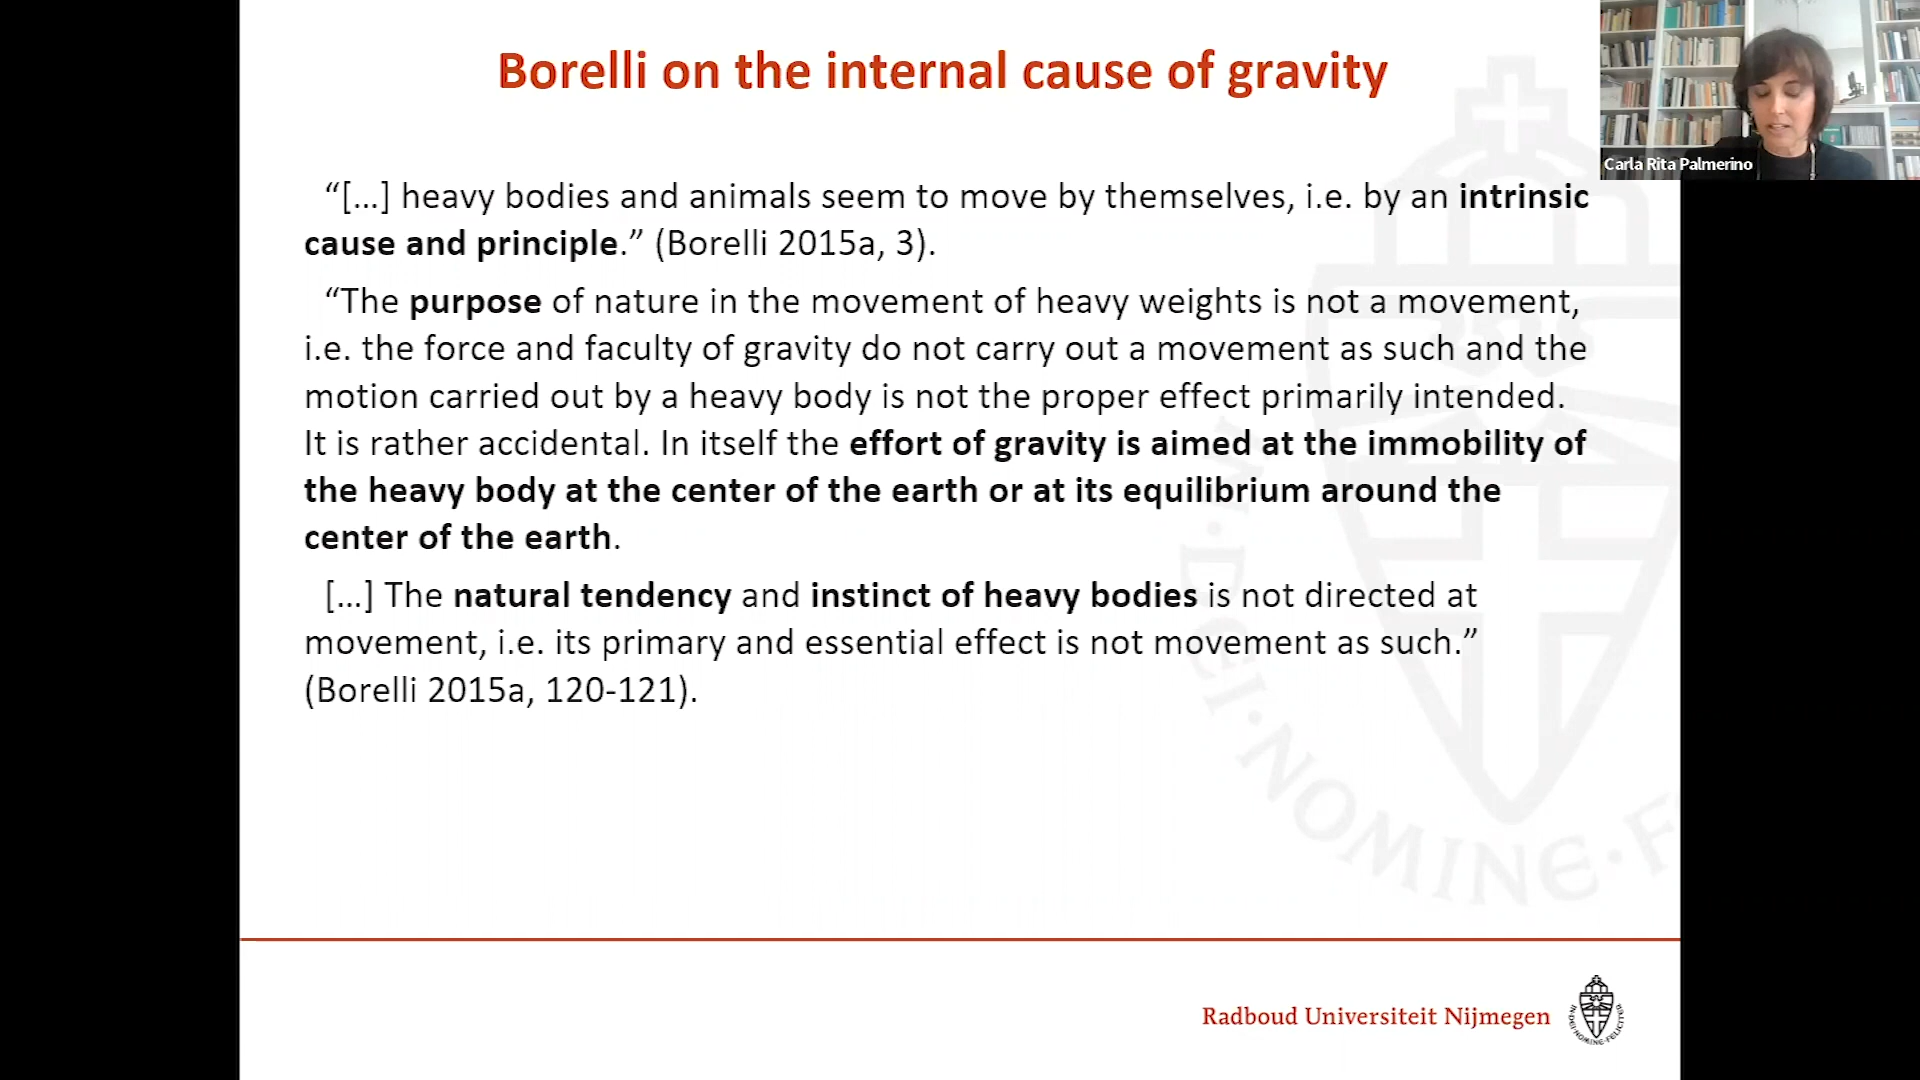 Borelli on the internal cause of gravity
Carla Rita Palmerino
“[...] heavy bodies and animals seem to move by themselves, i.e. by an intrinsic
cause and principle.” (Borelli 2015a, 3).
“The purpose of nature in the movement of heavy weights is not a movement,
i.e. the force and faculty of gravity do not carry out a movement as such and the
motion carried out by a heavy body is not the proper effect primarily intended.
It is rather accidental. In itself the effort of gravity is aimed at the immobility of
the heavy body at the center of the earth or at its equilibrium around the
center of the earth.
[...] The natural tendency and instinct of heavy bodies is not directed at
movement, i.e. its primary and essential effect is not movement as such.”
(Borelli 2015a, 120-121).
N·DEI·NOMINE·F
Radboud Universiteit Nijmegen
IN·DEI·NOMINE·FELICITER